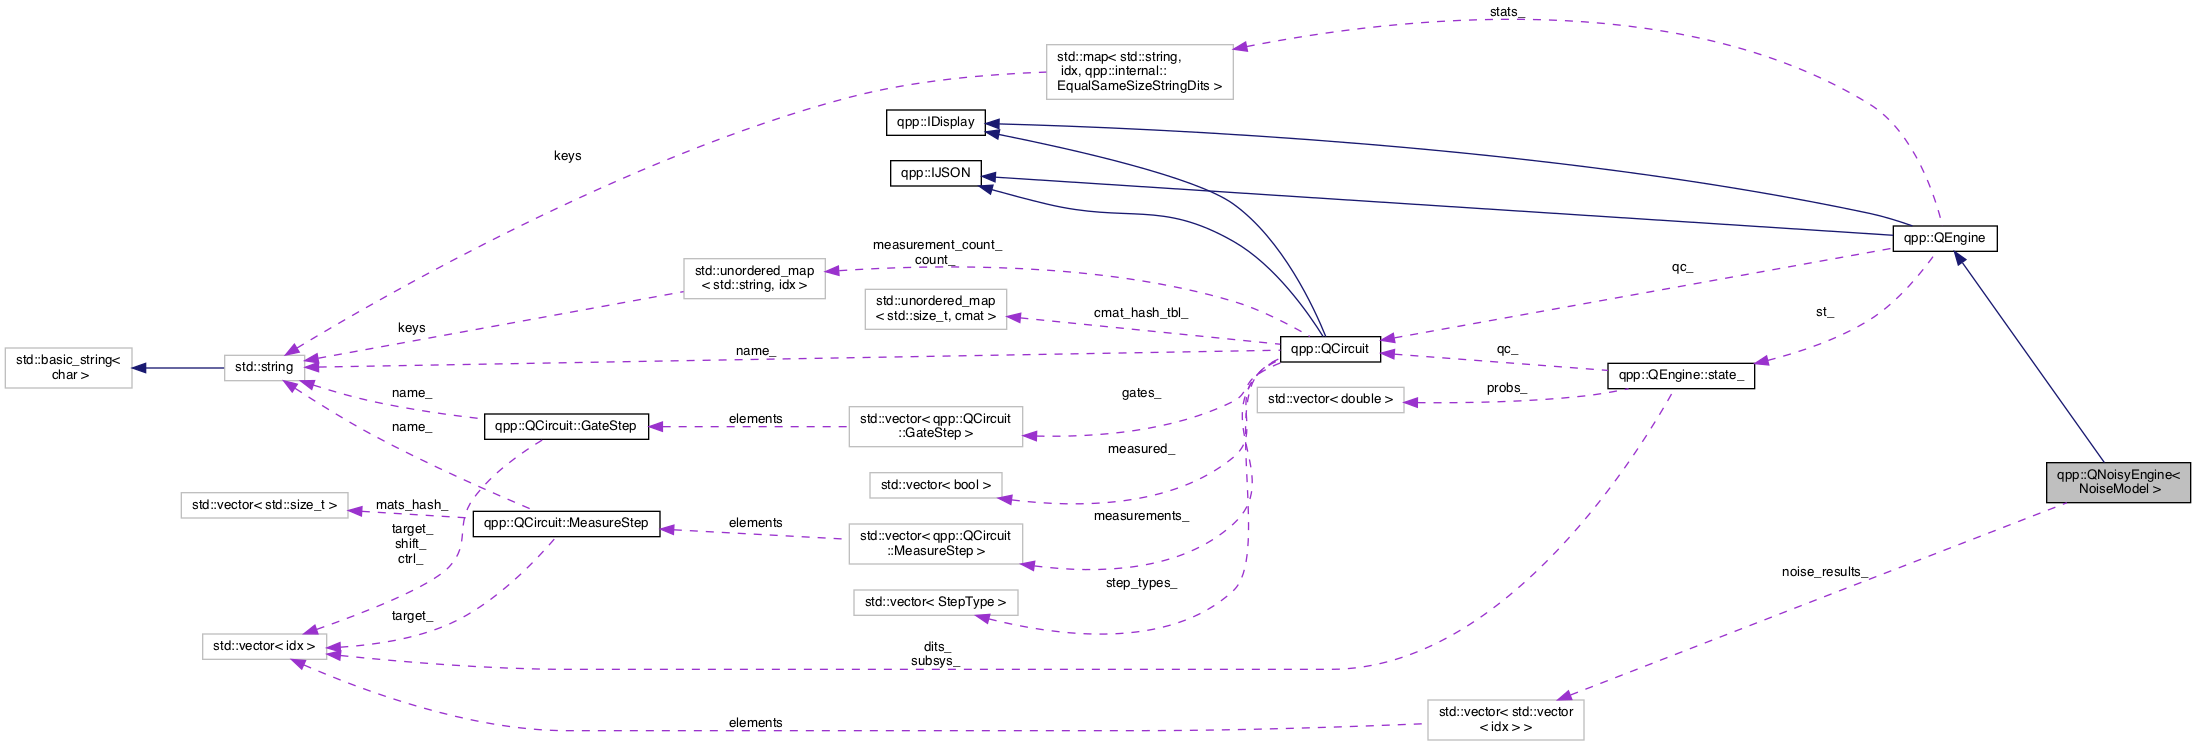 stats_
std::map< std::string,
idx, qpp::internal::
EqualSameSizeStringDits >
qpp::IDisplay
keys
qpp::IJSON
qpp::QEngine
measurement_count_
count_
qc_
std::unordered_map
< std::string, idx >
std::unordered_map
< std::size_t, cmat >
cmat_hash_tbl_
st_
keys
name_
qpp::QCircuit
qc_
std::basic_string<
char >
std::string
qpp::QEngine::state_
probs_
std::vector< double >
name_
gates_
elements
std::vector< qpp::QCircuit
::GateStep >
qpp::QCircuit::GateStep
name_
measured_
qpp::QNoisyEngine<
NoiseModel >
std::vector< bool >
std::vector< std::size_t >
mats_hash_
measurements_
qpp::QCircuit::MeasureStep
elements
std::vector< qpp::QCircuit
::MeasureStep >
target_
shift_
ctrl_
noise_results_
step_types_
std::vector< StepType >
target_
std::vector< idx >
dits_
subsys_
elements
std::vector< std::vector
< idx > >